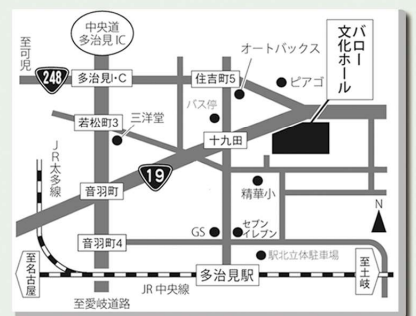 中央道
多治見IC
至可児
オートバックス
バロー
文化ホール
248
多治見I・C
住吉町5
ピアゴ
バス停
若松町3
三洋堂
十九田
JR太多線
19
音羽町
精華小
N
音羽町4
GS
セブン
イレブン
駅北立体駐車場
至名古屋
多治見駅
至土岐
JR中央線
至愛岐道路